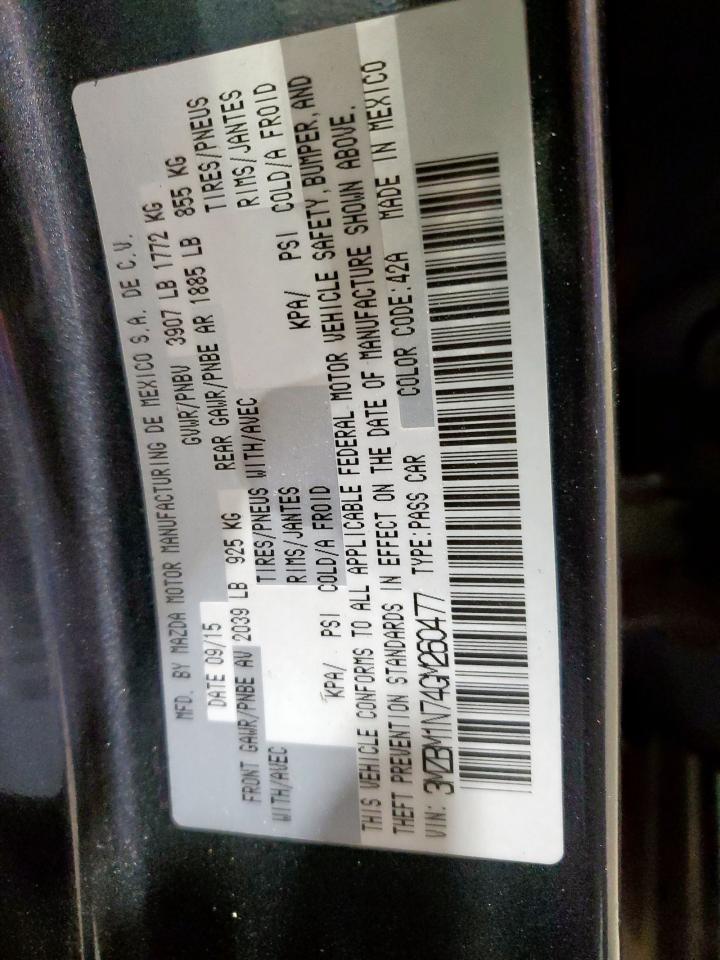 MFD. BY MAZDA MOTOR MANUFACTURING DE MEXICO S.A. DE C.V.
DATE 09/15 GVWR/PNBV 3907 LB 1772 KG
FRONT GAWR/PNBE AV 2039 LB 925 KG REAR GAWR/PNBE AR 1885 LB 855 KG
WITH/AVEC TIRES/PNEUS WITH/AVEC TIRES/PNEUS
RIMS/JANTES RIMS/JANTES
KPA/ PSI COLD/A FROID KPA/ PSI COLD/A FROID
THIS VEHICLE CONFORMS TO ALL APPLICABLE FEDERAL MOTOR VEHICLE SAFETY, BUMPER, AND
THEFT PREVENTION STANDARDS IN EFFECT ON THE DATE OF MANUFACTURE SHOWN ABOVE.
VIN: 3MZBM1N74GM260477 TYPE:PASS CAR COLOR CODE:42A MADE IN MEXICO